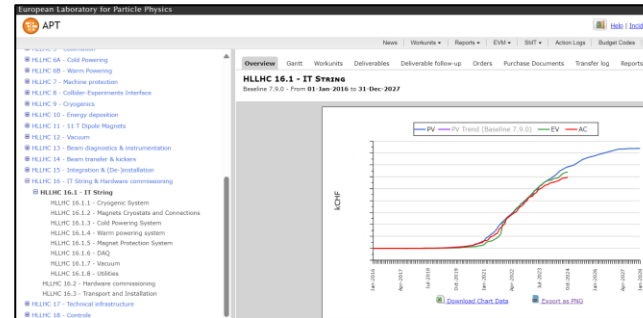 European Laboratory for Particle Physics
APT
Help | Incid
News | Workunits | Reports | EVM | SMT | Action Logs | Budget Codes
HLLHC 6A - Cold Powering
HLLHC 6B - Warm Powering
HLLHC 7 - Machine protection
HLLHC 8 - Collider-Experiments Interface
HLLHC 9 - Cryogenics
HLLHC 10 - Energy deposition
HLLHC 11 - 11 T Dipole Magnets
HLLHC 12 - Vacuum
HLLHC 13 - Beam diagnostics & instrumentation
HLLHC 14 - Beam transfer & kickers
HLLHC 15 - Integration & (De-)installation
HLLHC 16 - IT String & Hardware commissioning
HLLHC 16.1 - IT String
HLLHC 16.1.1 - Cryogenic System
HLLHC 16.1.2 - Magnets Cryostats and Connections
HLLHC 16.1.3 - Cold Powering System
HLLHC 16.1.4 - Warm powering system
HLLHC 16.1.5 - Magnet Protection System
HLLHC 16.1.6 - DAQ
HLLHC 16.1.7 - Vacuum
HLLHC 16.1.8 - Utilities
HLLHC 16.2 - Hardware commissioning
HLLHC 16.3 - Transport and Installation
HLLHC 17 - Technical infrastructure
HLLHC 18 - Controls
Overview Gantt Workunits Deliverables Deliverable follow-up Orders Purchase Documents Transfer log Reports
HLLHC 16.1 - IT String
Baseline 7.9.0 - From 01-Jan-2016 to 31-Dec-2027
PV PV Trend (Baseline 7.9.0) EV AC
kCHF
Jan-2016 Apr-2017 Jul-2018 Oct-2019 Jan-2021 Apr-2022 Jul-2023 Oct-2024 Jan-2026 Apr-2027 Jan-2028
Download Chart Data Export as PNG